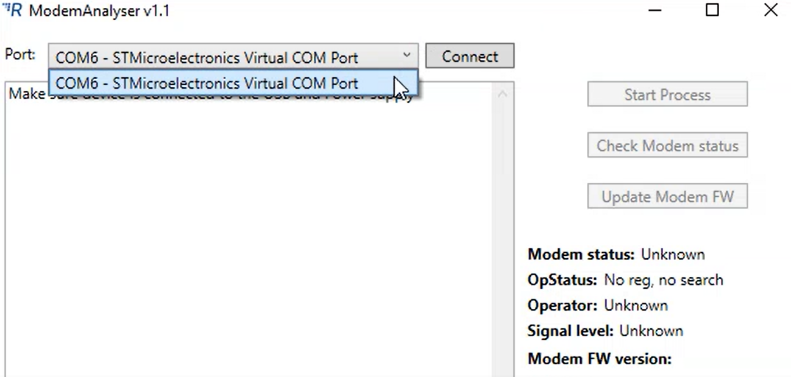 R ModemAnalyser v1.1
Port: COM6 - STMicroelectronics Virtual COM Port Connect
COM6 - STMicroelectronics Virtual COM Port
Make sure device is connected to the USB and Power supply
Start Process
Check Modem status
Update Modem FW
Modem status: Unknown
OpStatus: No reg, no search
Operator: Unknown
Signal level: Unknown
Modem FW version: